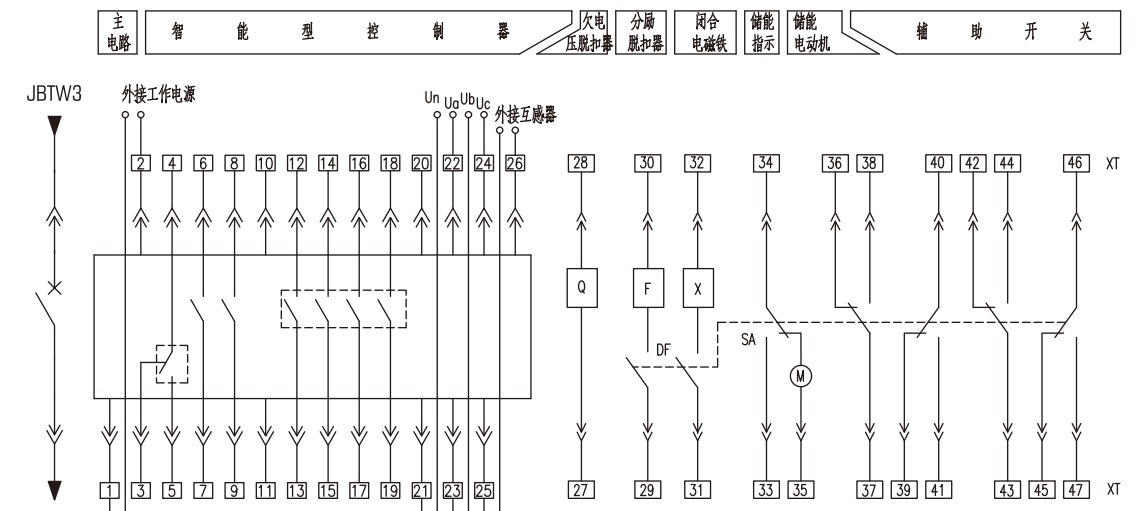 主
电路
智能型控制器
欠电
压脱扣器
分励
脱扣器
闭合
电磁铁
储能
指示
储能
电动机
辅助开关
JBTW3
外接工作电源
Un Ua Ub Uc
外接互感器
2 4 6 8 10 12 14 16 18 20 22 24 26 28 30 32 34 36 38 40 42 44 46 XT
Q F X
SA
DF
M
1 3 5 7 9 11 13 15 17 19 21 23 25 27 29 31 33 35 37 39 41 43 45 47 XT